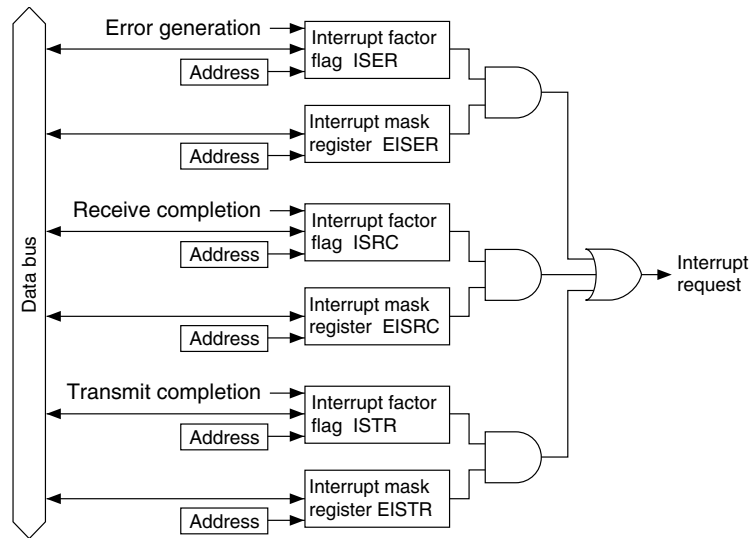 Error generation
Interrupt factor
flag ISER
Address
Interrupt mask
register EISER
Address
Receive completion
Interrupt factor
flag ISRC
Address
Data bus
Interrupt mask
register EISRC
Address
Interrupt
request
Transmit completion
Interrupt factor
flag ISTR
Address
Interrupt mask
register EISTR
Address